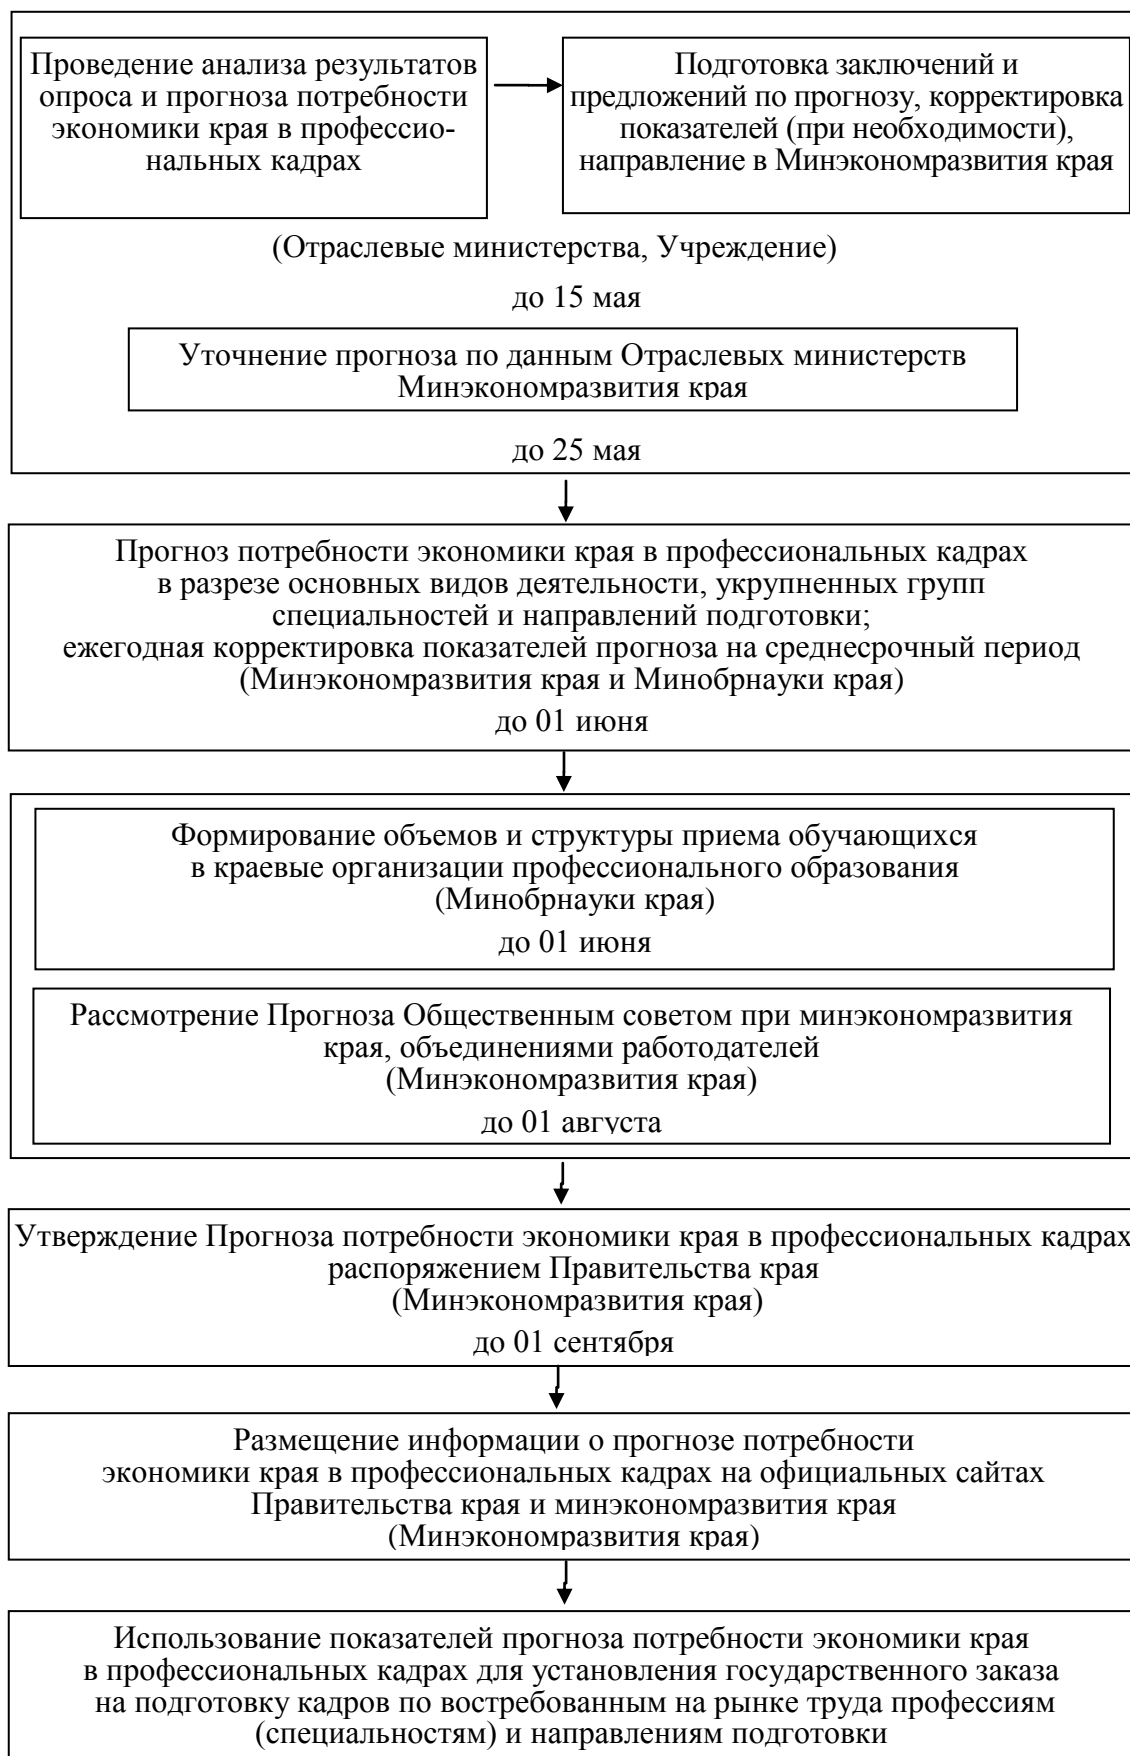 Проведение анализа результатов
опроса и прогноза потребности
экономики края в профессио-
нальных кадрах
Подготовка заключений и
предложений по прогнозу, корректировка
показателей (при необходимости),
направление в Минэкономразвития края
(Отраслевые министерства, Учреждение)
до 15 мая
Уточнение прогноза по данным Отраслевых министерств
Минэкономразвития края
до 25 мая
Прогноз потребности экономики края в профессиональных кадрах
в разрезе основных видов деятельности, укрупненных групп
специальностей и направлений подготовки;
ежегодная корректировка показателей прогноза на среднесрочный период
(Минэкономразвития края и Минобрнауки края)
до 01 июня
Формирование объемов и структуры приема обучающихся
в краевые организации профессионального образования
(Минобрнауки края)
до 01 июня
Рассмотрение Прогноза Общественным советом при минэкономразвития
края, объединениями работодателей
(Минэкономразвития края)
до 01 августа
Утверждение Прогноза потребности экономики края в профессиональных кадрах
распоряжением Правительства края
(Минэкономразвития края)
до 01 сентября
Размещение информации о прогнозе потребности
экономики края в профессиональных кадрах на официальных сайтах
Правительства края и минэкономразвития края
(Минэкономразвития края)
Использование показателей прогноза потребности экономики края
в профессиональных кадрах для установления государственного заказа
на подготовку кадров по востребованным на рынке труда профессиям
(специальностям) и направлениям подготовки